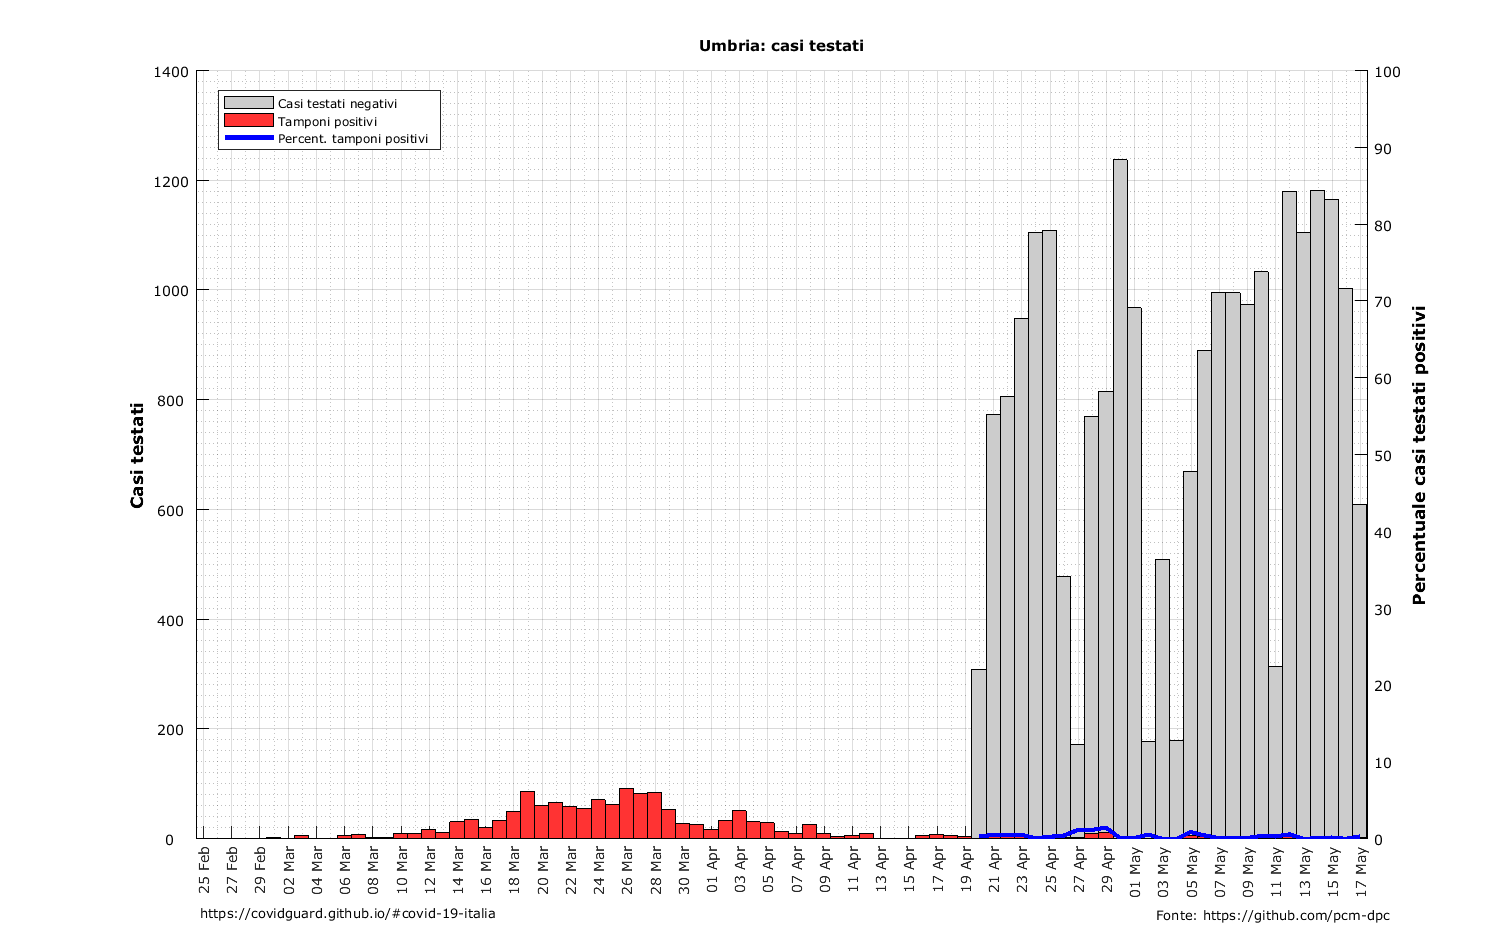 Umbria: casi testati
Casi testati negativi
Tamponi positivi
Percent. tamponi positivi
Casi testati
1400
1200
1000
800
600
400
200
0
100
90
80
70
60
50
40
30
20
10
0
Percentuale casi testati positivi
25 Feb
27 Feb
29 Feb
02 Mar
04 Mar
06 Mar
08 Mar
10 Mar
12 Mar
14 Mar
16 Mar
18 Mar
20 Mar
22 Mar
24 Mar
26 Mar
28 Mar
30 Mar
01 Apr
03 Apr
05 Apr
07 Apr
09 Apr
11 Apr
13 Apr
15 Apr
17 Apr
19 Apr
21 Apr
23 Apr
25 Apr
27 Apr
29 Apr
01 May
03 May
05 May
07 May
09 May
11 May
13 May
15 May
17 May
https://covidguard.github.io/#covid-19-italia
Fonte: https://github.com/pcm-dpc